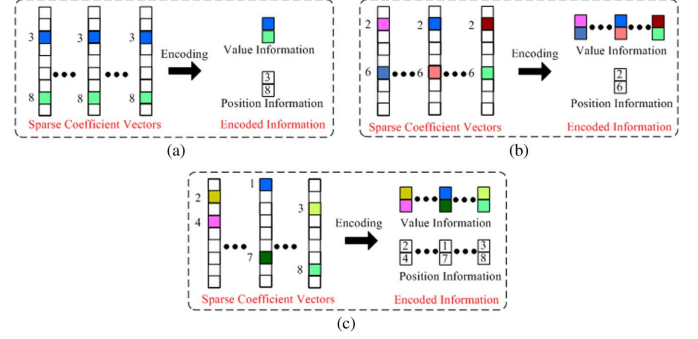 3 3 3
8 8 8
Sparse Coefficient Vectors
Encoding
Value Information
3
8
Position Information
Encoded Information
(a)
2 2 2
6 6 6
Sparse Coefficient Vectors
Encoding
Value Information
2
6
Position Information
Encoded Information
(b)
1
2
3
4
7
8
Sparse Coefficient Vectors
Encoding
Value Information
2 1 3
4 7 8
Position Information
Encoded Information
(c)